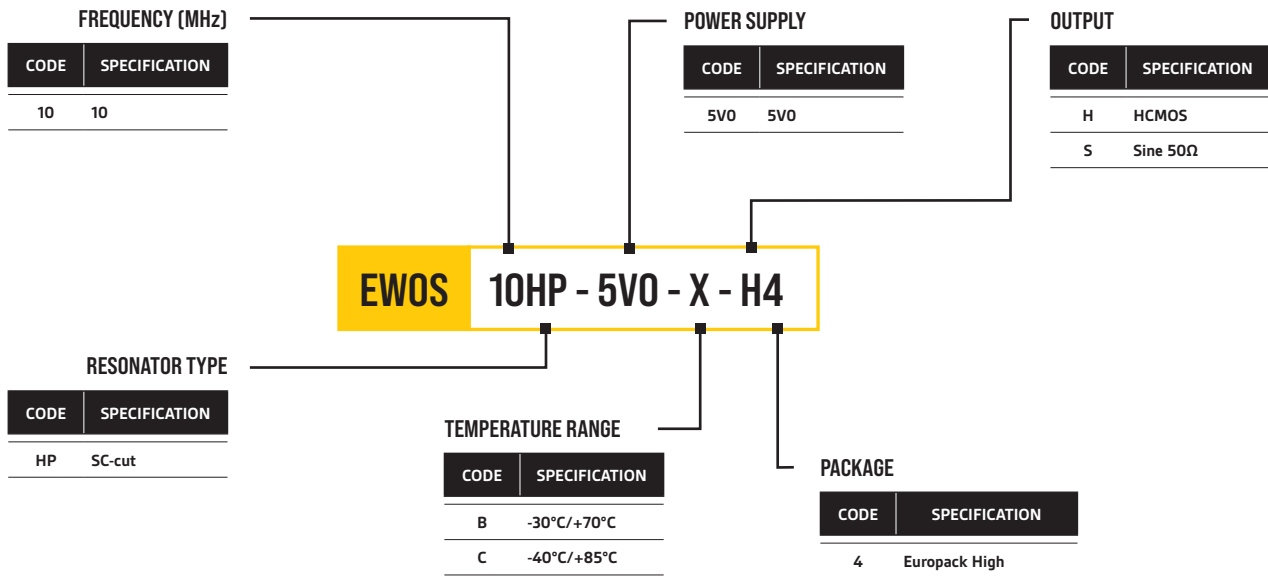 FREQUENCY (MHz)
CODE SPECIFICATION
10 10
POWER SUPPLY
CODE SPECIFICATION
5V0 5V0
OUTPUT
CODE SPECIFICATION
H HCMOS
S Sine 50Ω
EWOS 10HP - 5V0 - X - H4
RESONATOR TYPE
CODE SPECIFICATION
HP SC-cut
TEMPERATURE RANGE
CODE SPECIFICATION
B -30°C/+70°C
C -40°C/+85°C
PACKAGE
CODE SPECIFICATION
4 Europack High